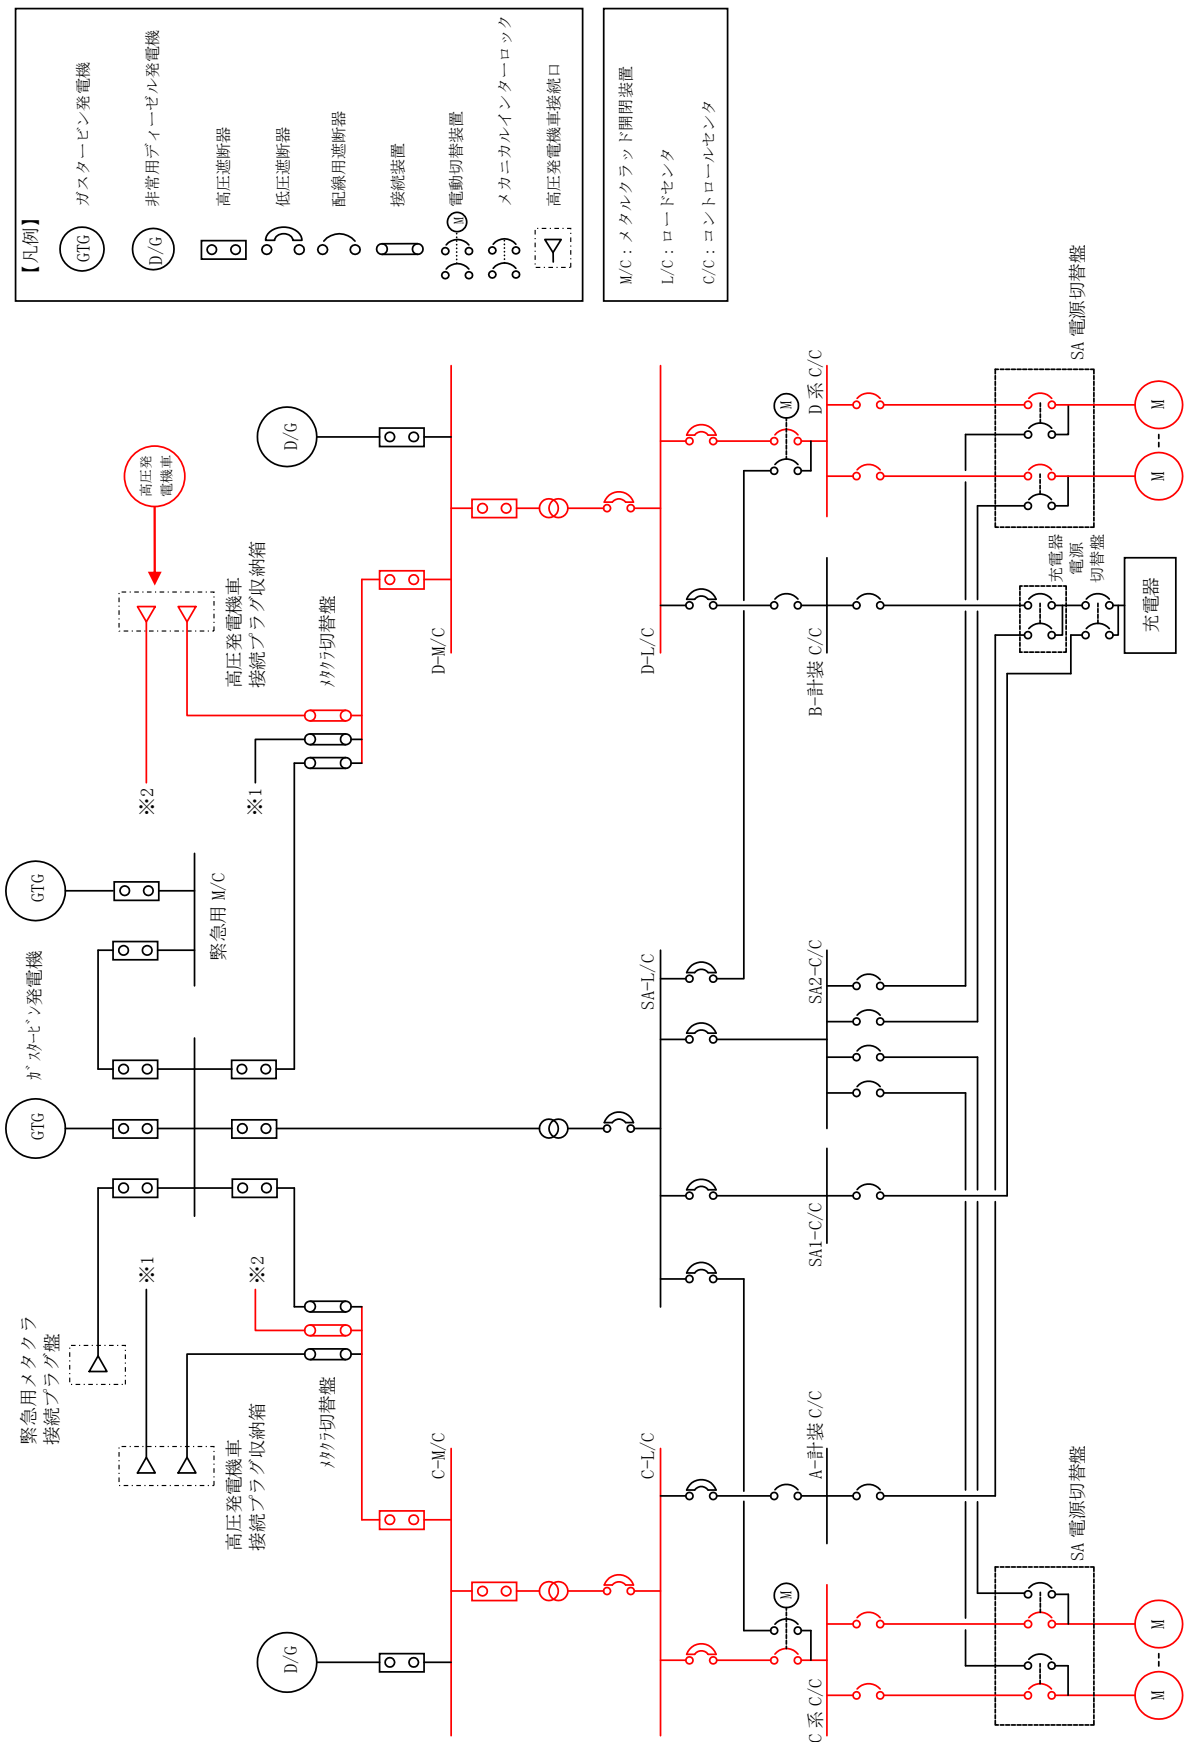 【凡例】
GTG
ガスタービン発電機
D/G
非常用ディーゼル発電機
高圧遮断器
低圧遮断器
配線用遮断器
接続装置
M
電動切替装置
メカニカルインターロック
高圧発電機車接続口
M/C：メタルクラッド開閉装置
L/C：ロードセンタ
C/C：コントロールセンタ
緊急用メタクラ
接続プラグ盤
GTG
ｶﾞｽﾀｰﾋﾞﾝ発電機
GTG
緊急用 M/C
※1
※2
高圧発電機車
接続プラグ収納箱
ﾒﾀｸﾗ切替盤
高圧発
電機車
※2
※1
高圧発電機車
接続プラグ収納箱
ﾒﾀｸﾗ切替盤
D/G
C-M/C
D/G
D-M/C
C-L/C
SA-L/C
D-L/C
M
C 系 C/C
A-計装 C/C
SA1-C/C
SA2-C/C
B-計装 C/C
M
D 系 C/C
SA 電源切替盤
M
M
充電器
電源
切替盤
充電器
SA 電源切替盤
M
M